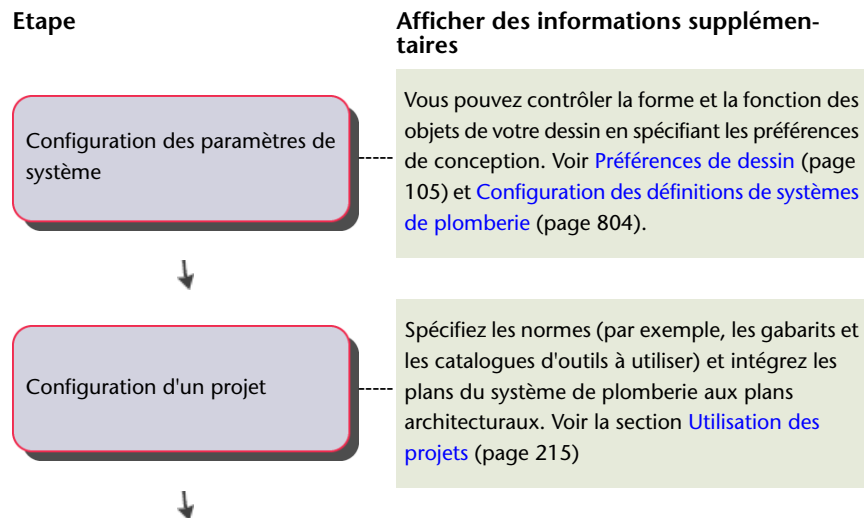 Etape
Afficher des informations supplémen-
taires
Configuration des paramètres de
système
Vous pouvez contrôler la forme et la fonction des
objets de votre dessin en spécifiant les préférences
de conception. Voir Préférences de dessin (page
105) et Configuration des définitions de systèmes
de plomberie (page 804).
Configuration d'un projet
Spécifiez les normes (par exemple, les gabarits et
les catalogues d'outils à utiliser) et intégrez les
plans du système de plomberie aux plans
architecturaux. Voir la section Utilisation des
projets (page 215)